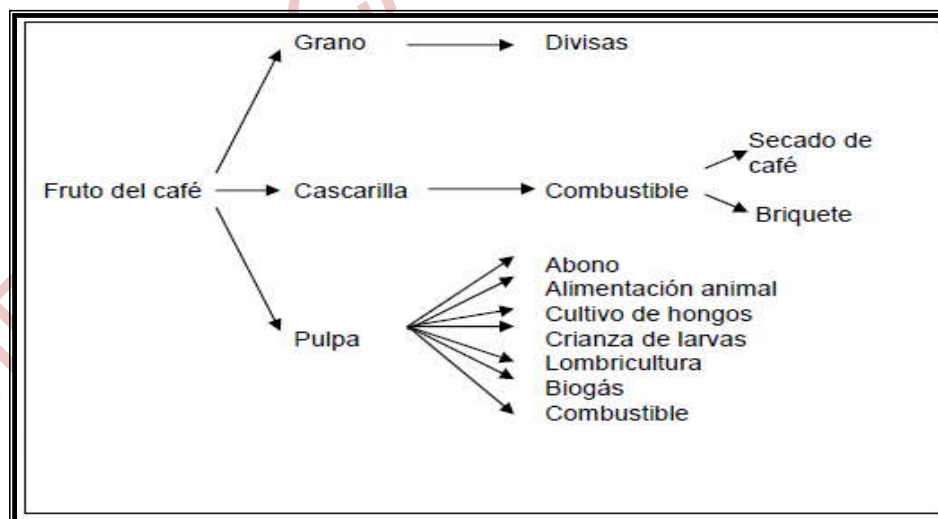 Grano
Divisas
Secado de
café
Fruto del café
Cascarilla
Combustible
Briquete
Pulpa
Abono
Alimentación animal
Cultivo de hongos
Crianza de larvas
Lombricultura
Biogás
Combustible